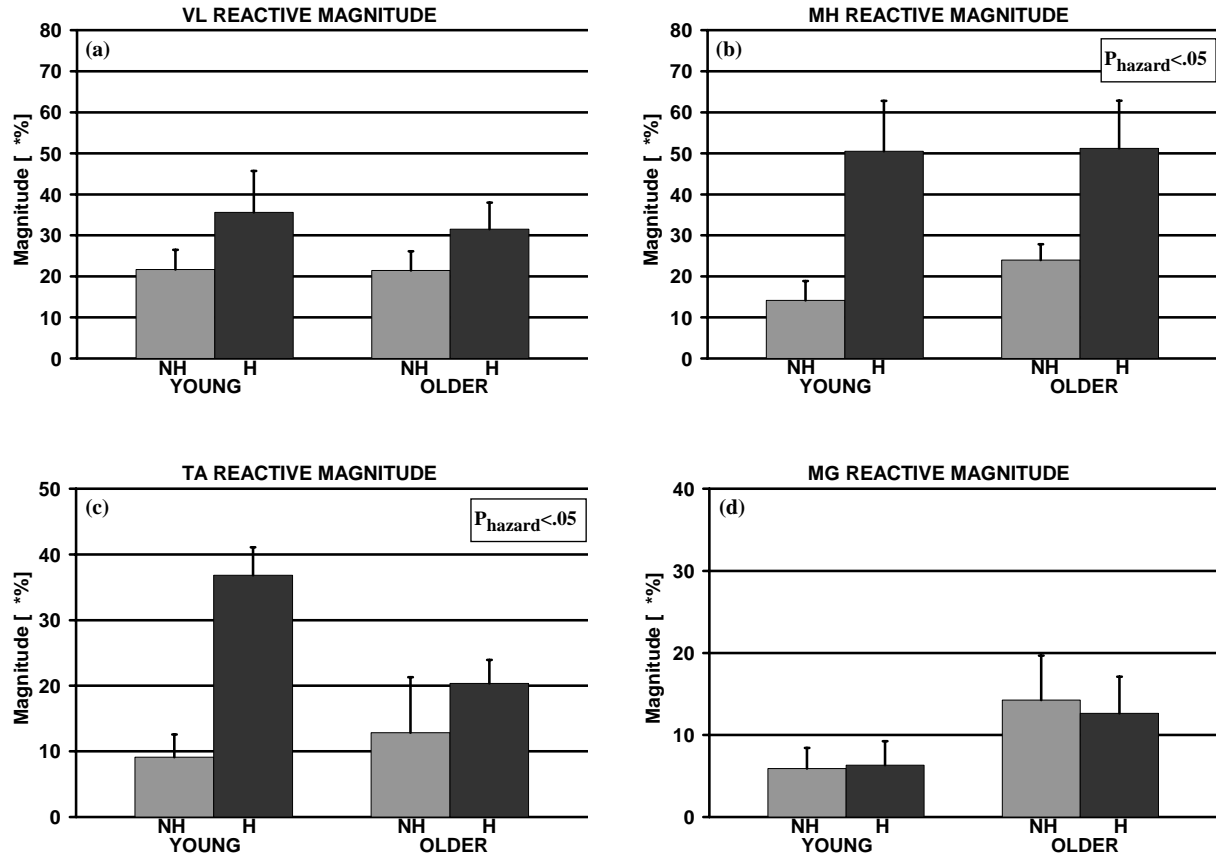 VL REACTIVE MAGNITUDE
(a)
Magnitude [ *%]
80
70
60
50
40
30
20
10
0
NH H NH H
YOUNG OLDER
MH REACTIVE MAGNITUDE
(b)
Phazard<.05
Magnitude [ *%]
80
70
60
50
40
30
20
10
0
NH H NH H
YOUNG OLDER
TA REACTIVE MAGNITUDE
(c)
Phazard<.05
Magnitude [ *%]
50
40
30
20
10
0
NH H NH H
YOUNG OLDER
MG REACTIVE MAGNITUDE
(d)
Magnitude [ *%]
40
30
20
10
0
NH H NH H
YOUNG OLDER